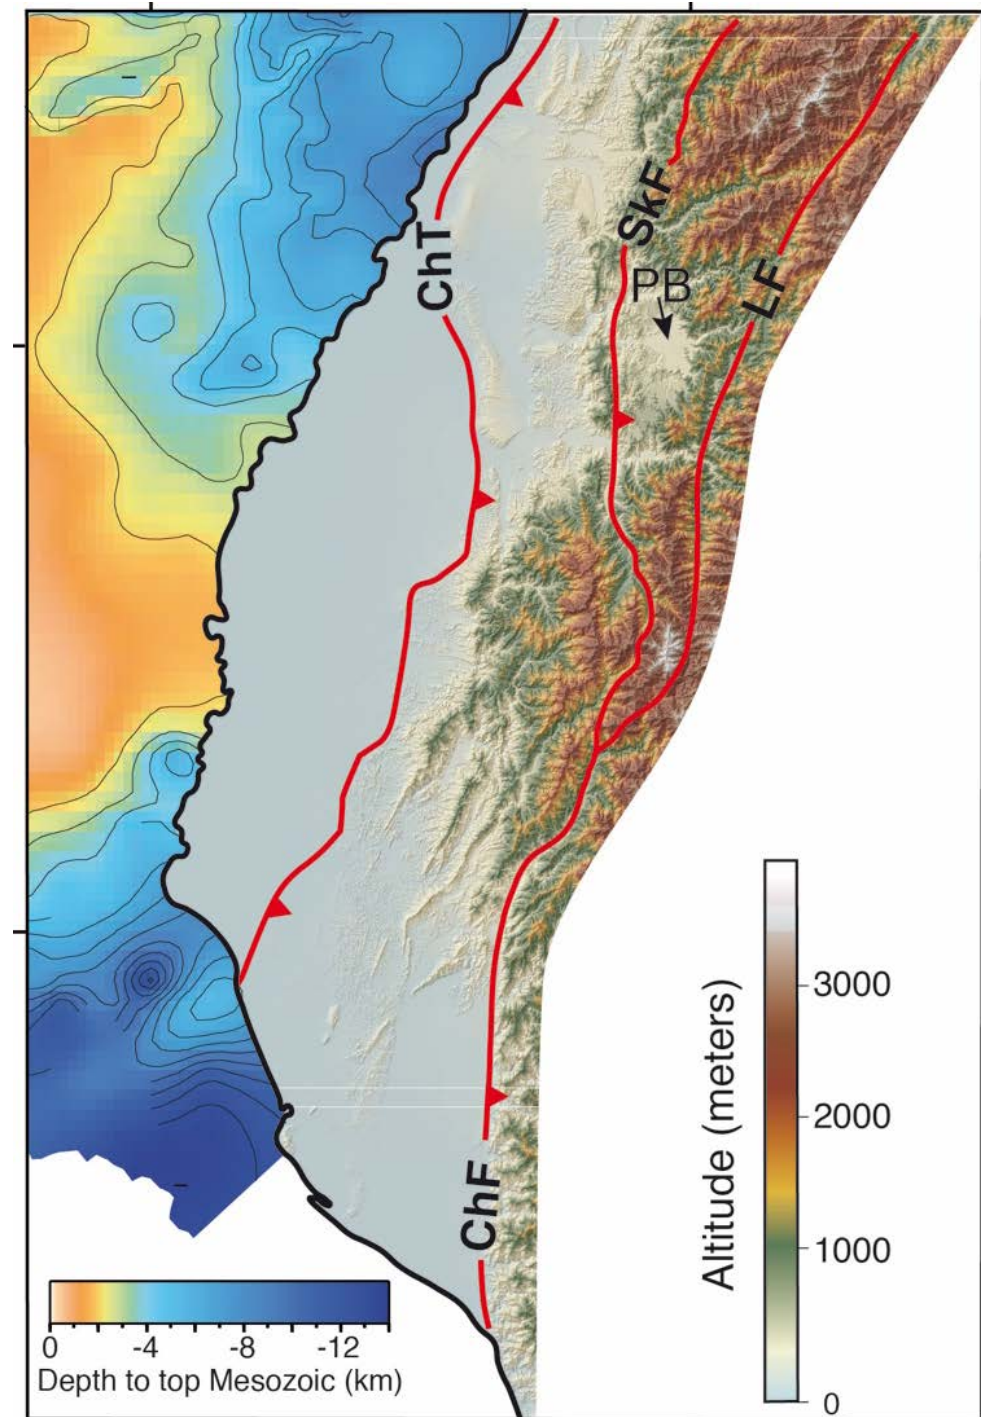 SkF
ChT
PB
LF
ChF
Altitude (meters)
3000
2000
1000
0
0 -4 -8 -12
Depth to top Mesozoic (km)